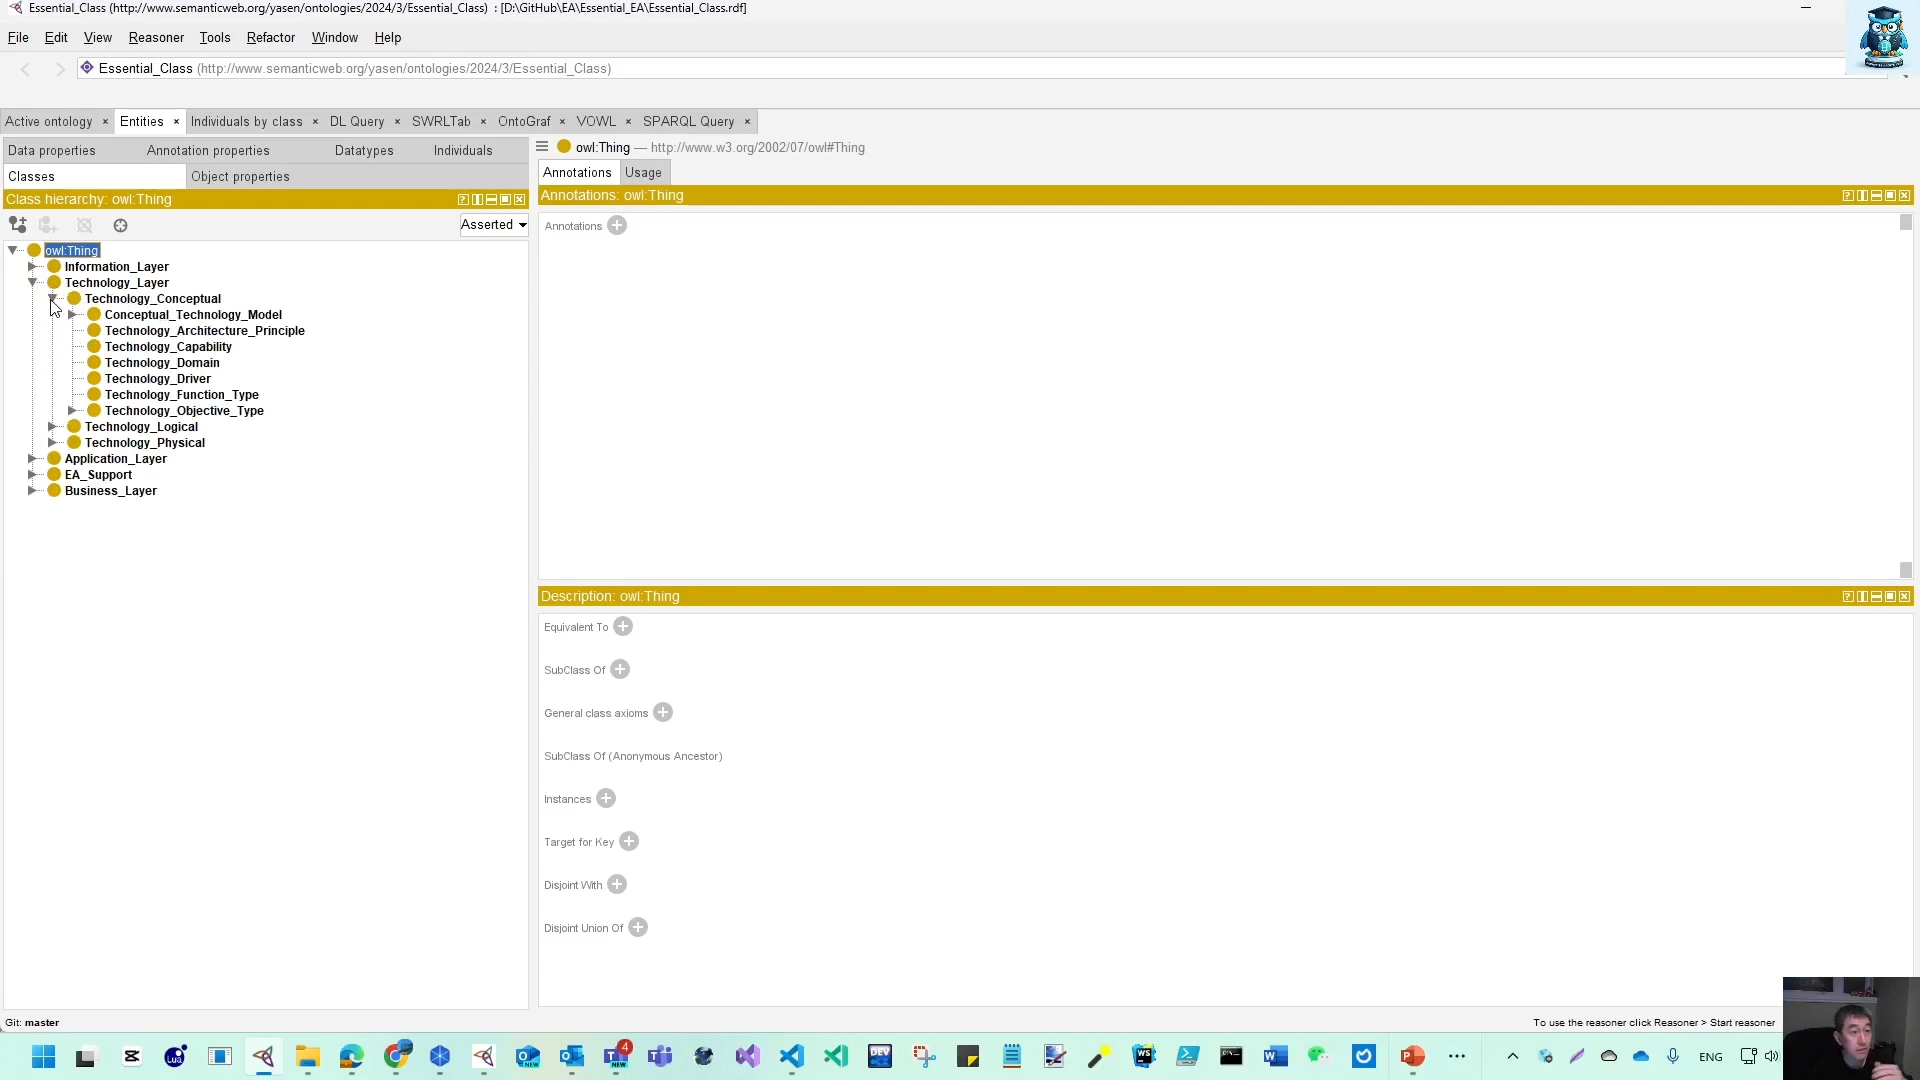 Essential_Class (http://www.semanticweb.org/yasen/ontologies/2024/3/Essential_Class) : [D:\GitHub\EA\Essential_EA\Essential_Class.rdf]
File Edit View Reasoner Tools Refactor Window Help
Essential_Class (http://www.semanticweb.org/yasen/ontologies/2024/3/Essential_Class)
Active ontology × Entities × Individuals by class × DL Query × SWRLTab × OntoGraf × VOWL × SPARQL Query ×
Data properties Annotation properties Datatypes Individuals
Classes Object properties
Class hierarchy: owl:Thing
Asserted
owl:Thing
Information_Layer
Technology_Layer
Technology_Conceptual
Conceptual_Technology_Model
Technology_Architecture_Principle
Technology_Capability
Technology_Domain
Technology_Driver
Technology_Function_Type
Technology_Objective_Type
Technology_Logical
Technology_Physical
Application_Layer
EA_Support
Business_Layer
owl:Thing — http://www.w3.org/2002/07/owl#Thing
Annotations Usage
Annotations: owl:Thing
Annotations
Description: owl:Thing
Equivalent To
SubClass Of
General class axioms
SubClass Of (Anonymous Ancestor)
Instances
Target for Key
Disjoint With
Disjoint Union Of
Git: master
To use the reasoner click Reasoner > Start reasoner
Lua
NEW
4
NEW
DEV
WS
ENG